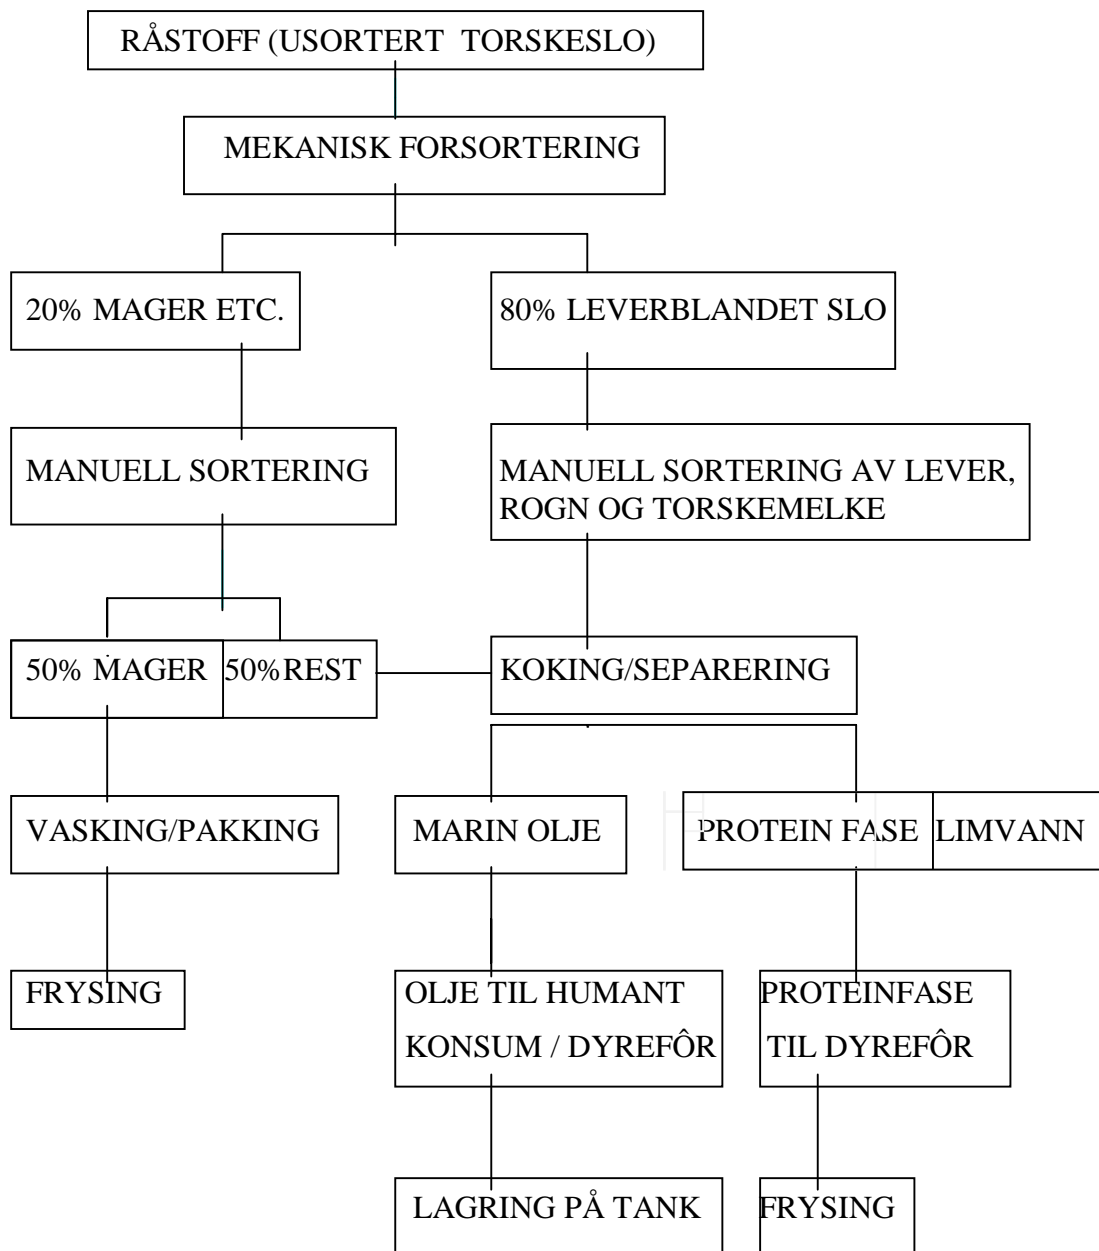 RÅSTOFF (USORTERT TORSKESLO)
MEKANISK FORSORTERING
20% MAGER ETC.
80% LEVERBLANDET SLO
MANUELL SORTERING
MANUELL SORTERING AV LEVER,
ROGN OG TORSKEMELKE
50% MAGER
50%REST
KOKING/SEPARERING
VASKING/PAKKING
MARIN OLJE
PROTEIN FASE
LIMVANN
FRYSING
OLJE TIL HUMANT
KONSUM / DYREFÔR
PROTEINFASE
TIL DYREFÔR
LAGRING PÅ TANK
FRYSING